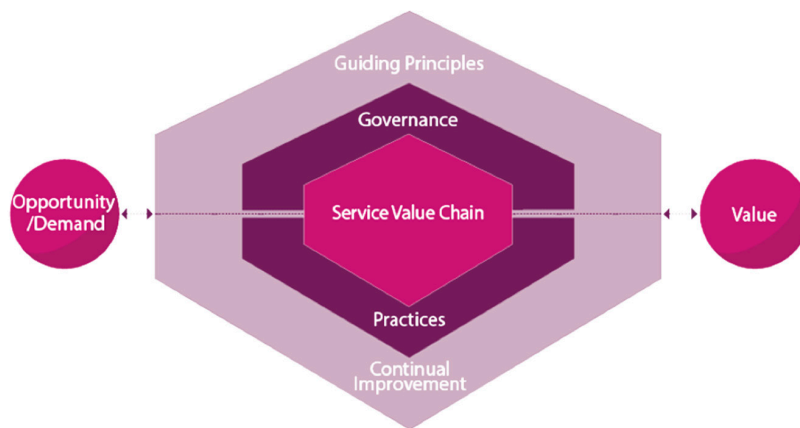 Guiding Principles
Governance
Opportunity
/Demand
Service Value Chain
Value
Practices
Continual
Improvement